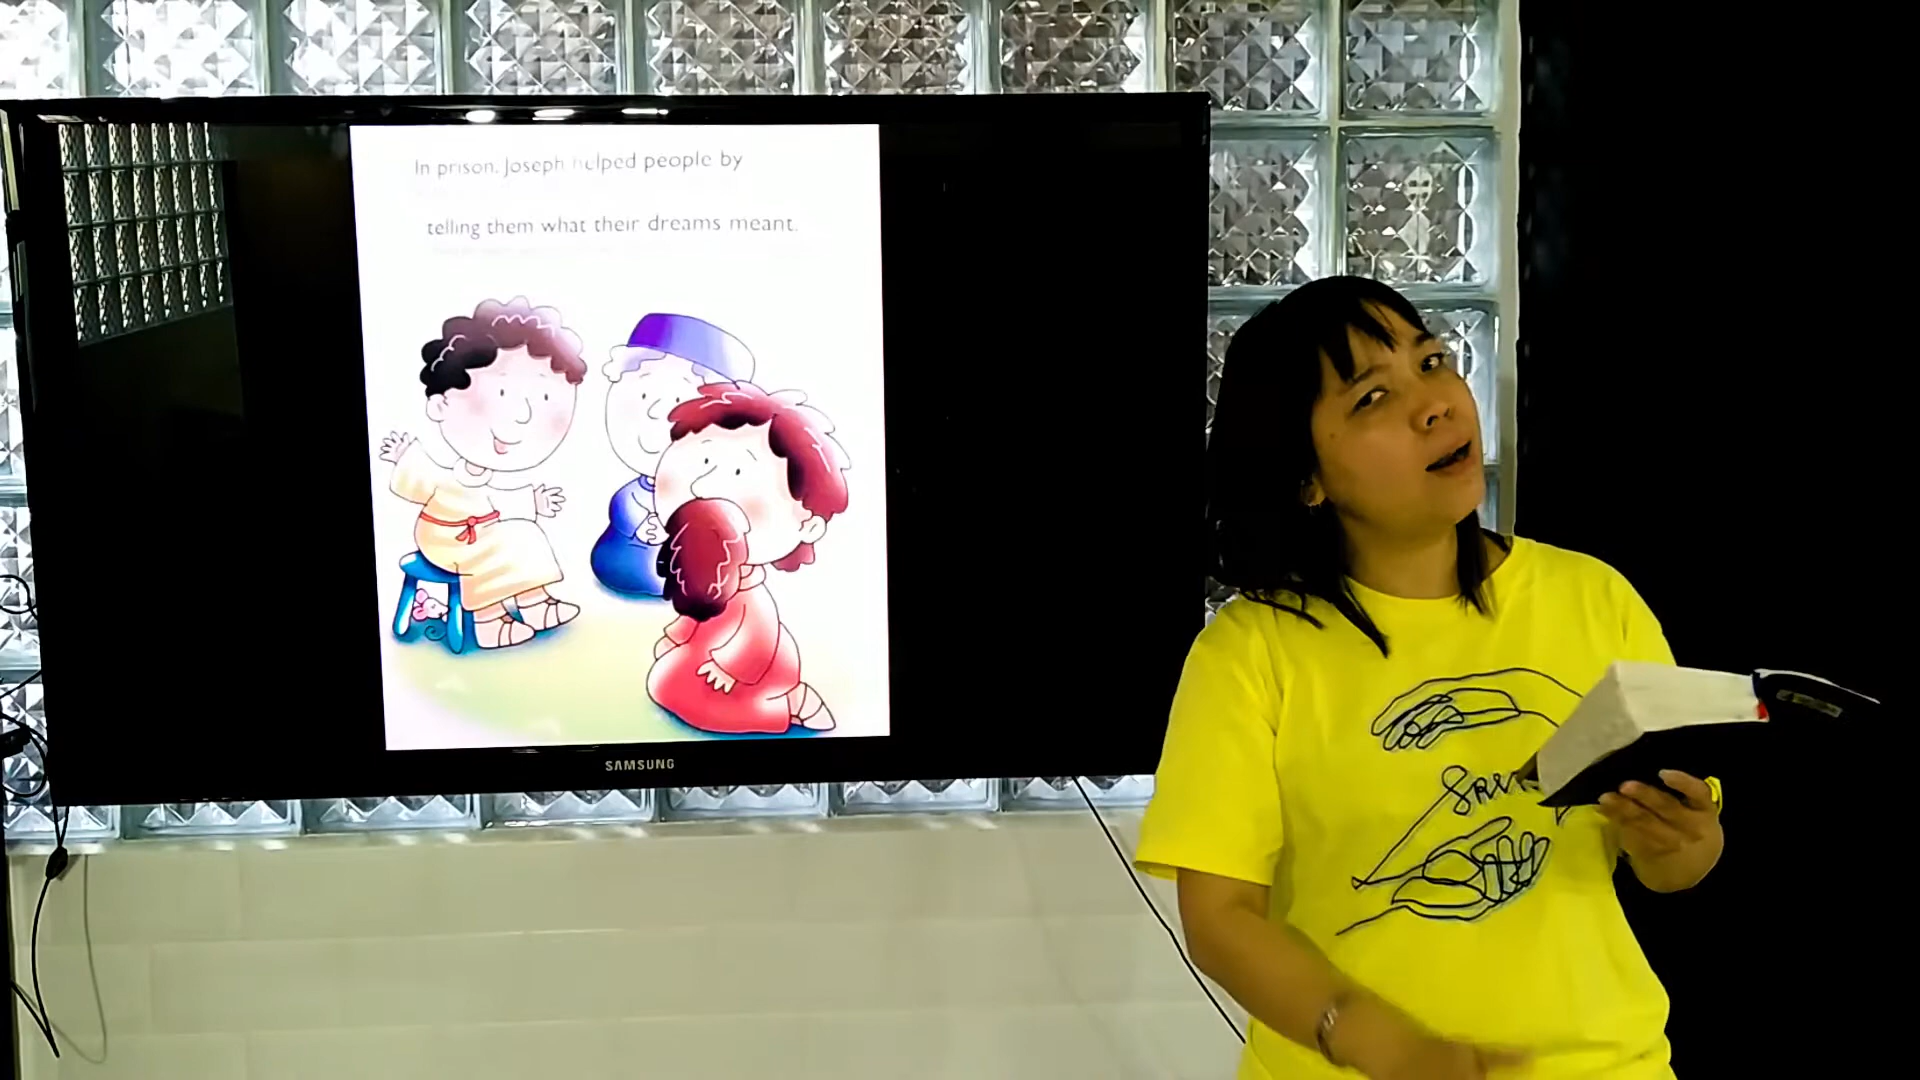 In prison, Joseph helped people by
telling them what their dreams meant.
SAMSUNG